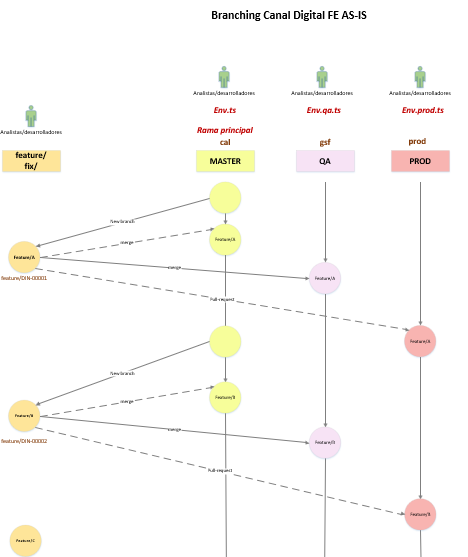 Branching Canal Digital FE AS-IS
Analistas/desarrolladores
Analistas/desarrolladores
Analistas/desarrolladores
Env.ts
Env.qa.ts
Env.prod.ts
Analistas/desarrolladores
Rama principal
cal
gsf
prod
feature/
fix/
MASTER
QA
PROD
New branch
Feature/A
merge
Feature/A
merge
Feature/A
feature/DIN-00001
Full-request
Feature/A
New branch
Feature/B
merge
Feature/B
merge
feature/DIN-00002
Feature/B
Full-request
Feature/B
Feature/C